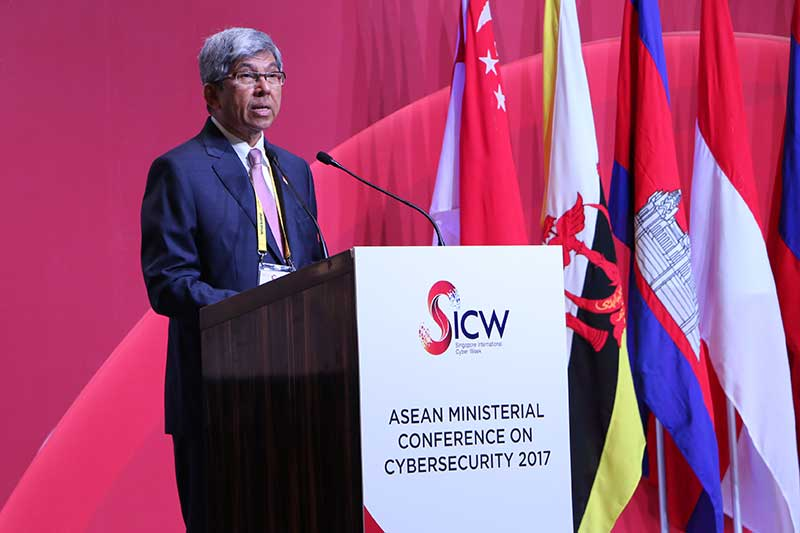 SICW
Singapore International
Cyber Week
ASEAN MINISTERIAL
CONFERENCE ON
CYBERSECURITY 2017